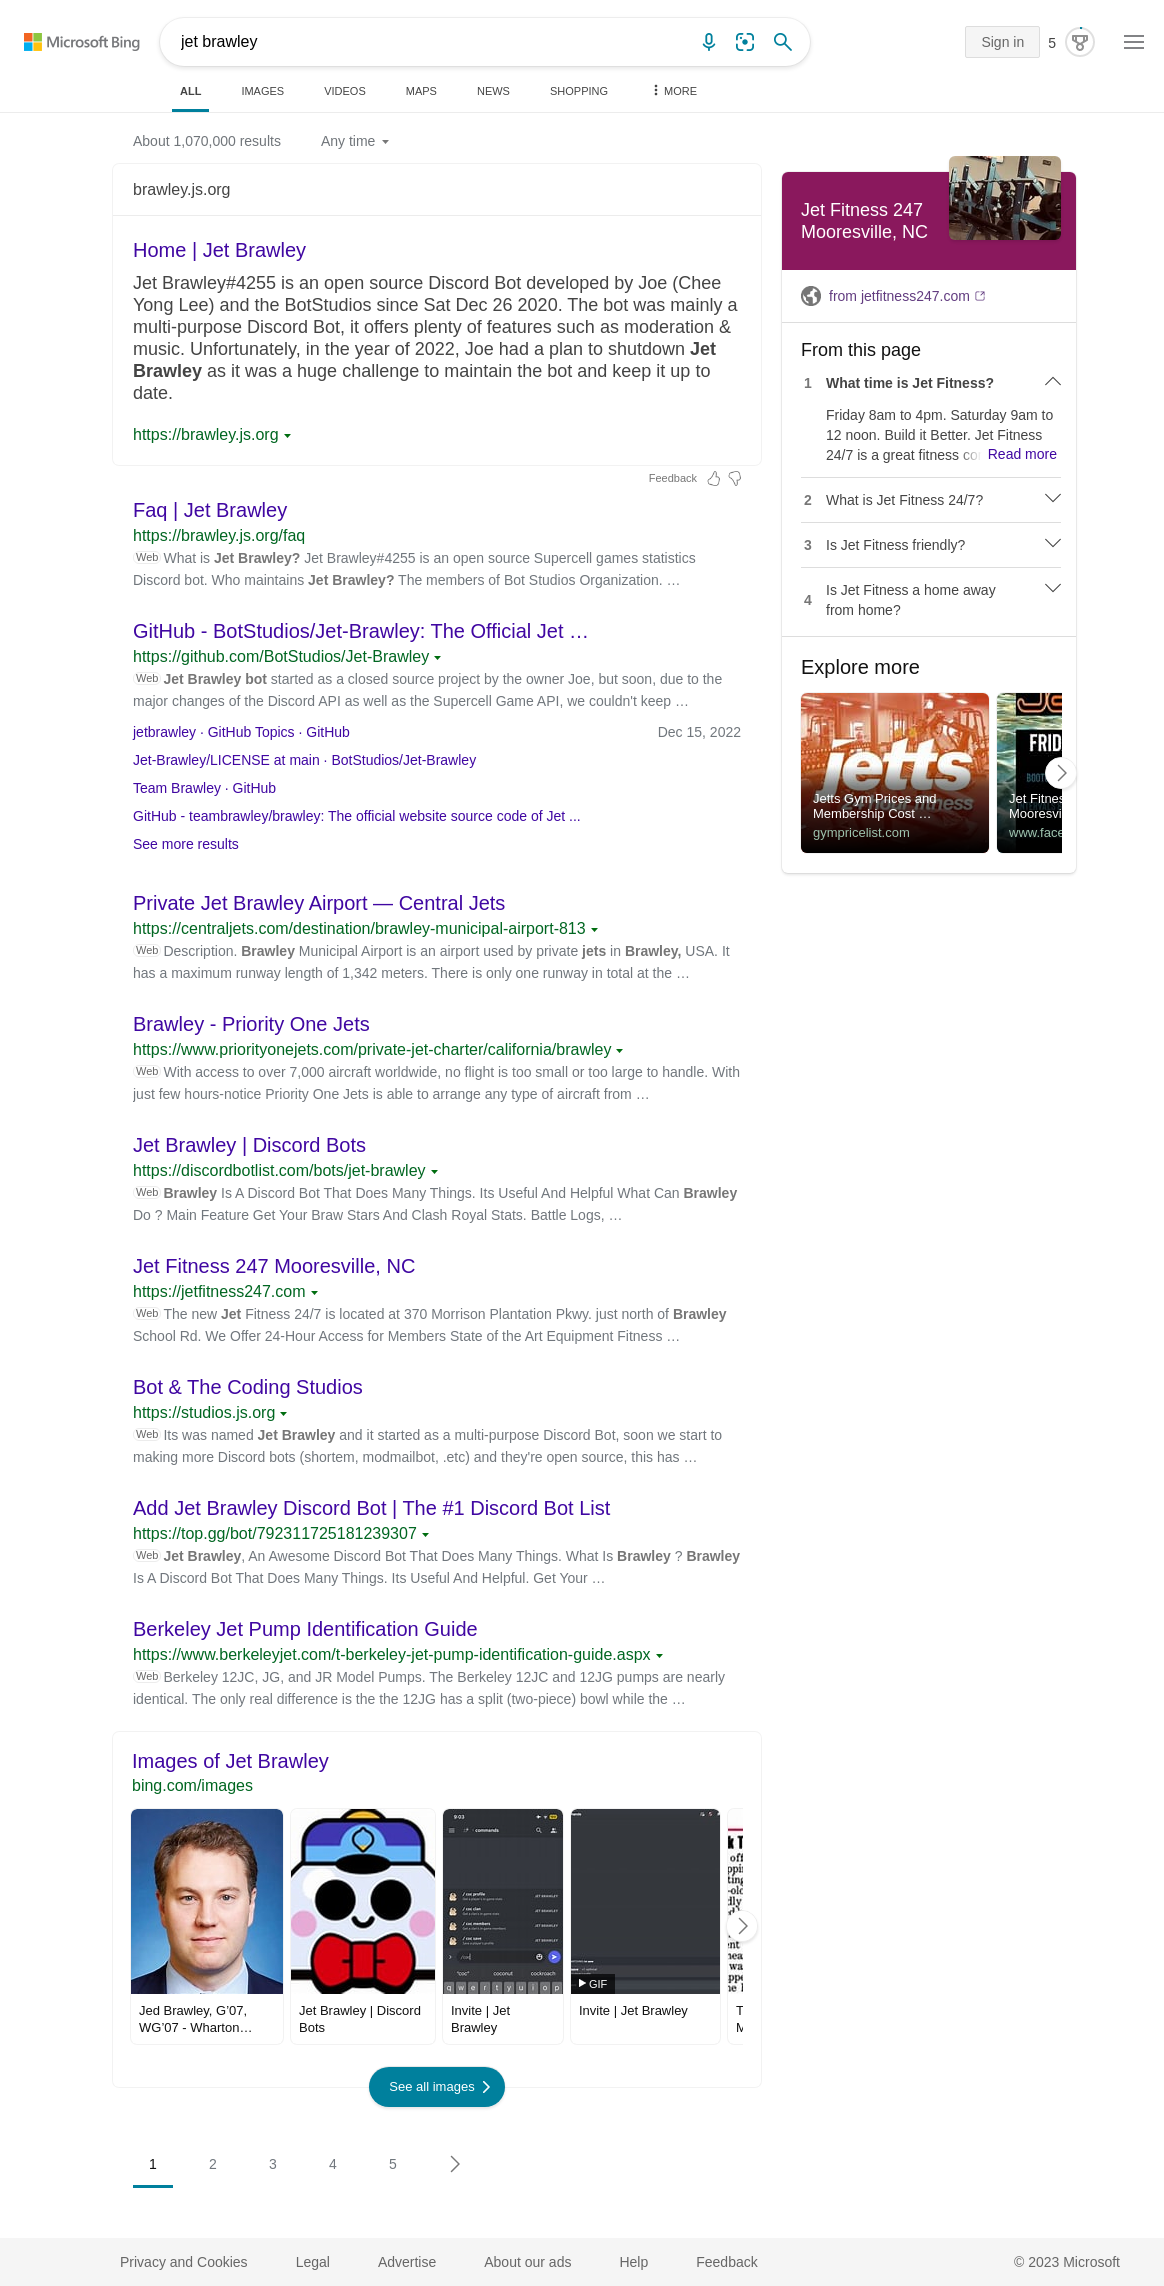 Microsoft Bing
jet brawley
Sign in
5
ALL
IMAGES
VIDEOS
MAPS
NEWS
SHOPPING
MORE
About 1,070,000 results
Any time
brawley.js.org
Home | Jet Brawley
Jet Brawley#4255 is an open source Discord Bot developed by Joe (Chee
Yong Lee) and the BotStudios since Sat Dec 26 2020. The bot was mainly a
multi-purpose Discord Bot, it offers plenty of features such as moderation &
music. Unfortunately, in the year of 2022, Joe had a plan to shutdown Jet
Brawley as it was a huge challenge to maintain the bot and keep it up to
date.
https://brawley.js.org
Feedback
Faq | Jet Brawley
https://brawley.js.org/faq
Web What is Jet Brawley? Jet Brawley#4255 is an open source Supercell games statistics
Discord bot. Who maintains Jet Brawley? The members of Bot Studios Organization. …
GitHub - BotStudios/Jet-Brawley: The Official Jet …
https://github.com/BotStudios/Jet-Brawley
Web Jet Brawley bot started as a closed source project by the owner Joe, but soon, due to the
major changes of the Discord API as well as the Supercell Game API, we couldn't keep …
jetbrawley · GitHub Topics · GitHub
Dec 15, 2022
Jet-Brawley/LICENSE at main · BotStudios/Jet-Brawley
Team Brawley · GitHub
GitHub - teambrawley/brawley: The official website source code of Jet ...
See more results
Private Jet Brawley Airport — Central Jets
https://centraljets.com/destination/brawley-municipal-airport-813
Web Description. Brawley Municipal Airport is an airport used by private jets in Brawley, USA. It
has a maximum runway length of 1,342 meters. There is only one runway in total at the …
Brawley - Priority One Jets
https://www.priorityonejets.com/private-jet-charter/california/brawley
Web With access to over 7,000 aircraft worldwide, no flight is too small or too large to handle. With
just few hours-notice Priority One Jets is able to arrange any type of aircraft from …
Jet Brawley | Discord Bots
https://discordbotlist.com/bots/jet-brawley
Web Brawley Is A Discord Bot That Does Many Things. Its Useful And Helpful What Can Brawley
Do ? Main Feature Get Your Braw Stars And Clash Royal Stats. Battle Logs, …
Jet Fitness 247 Mooresville, NC
https://jetfitness247.com
Web The new Jet Fitness 24/7 is located at 370 Morrison Plantation Pkwy. just north of Brawley
School Rd. We Offer 24-Hour Access for Members State of the Art Equipment Fitness …
Bot & The Coding Studios
https://studios.js.org
Web Its was named Jet Brawley and it started as a multi-purpose Discord Bot, soon we start to
making more Discord bots (shortem, modmailbot, .etc) and they're open source, this has …
Add Jet Brawley Discord Bot | The #1 Discord Bot List
https://top.gg/bot/792311725181239307
Web Jet Brawley, An Awesome Discord Bot That Does Many Things. What Is Brawley ? Brawley
Is A Discord Bot That Does Many Things. Its Useful And Helpful. Get Your …
Berkeley Jet Pump Identification Guide
https://www.berkeleyjet.com/t-berkeley-jet-pump-identification-guide.aspx
Web Berkeley 12JC, JG, and JR Model Pumps. The Berkeley 12JC and 12JG pumps are nearly
identical. The only real difference is the the 12JG has a split (two-piece) bowl while the …
Images of Jet Brawley
bing.com/images
9:03
commands
/ coc profile
/ coc clan
/ coc members
/ coc save
JET BRAWLEY
JET BRAWLEY
JET BRAWLEY
JET BRAWLEY
/coc
"coc"
coconut
cockroach
q w e r t y u i o p
GIF
Jed Brawley, G'07,
WG'07 - Wharton…
Jet Brawley | Discord
Bots
Invite | Jet
Brawley
Invite | Jet Brawley
See all images
1
2
3
4
5
Jet Fitness 247
Mooresville, NC
from jetfitness247.com
From this page
1
What time is Jet Fitness?
Friday 8am to 4pm. Saturday 9am to
12 noon. Build it Better. Jet Fitness
24/7 is a great fitness co
Read more
2
What is Jet Fitness 24/7?
3
Is Jet Fitness friendly?
4
Is Jet Fitness a home away
from home?
Explore more
jetts
24 hour fitness
Jetts Gym Prices and
Membership Cost …
gympricelist.com
FRID
Jet Fitnes
Mooresvi
www.face
Privacy and Cookies
Legal
Advertise
About our ads
Help
Feedback
© 2023 Microsoft